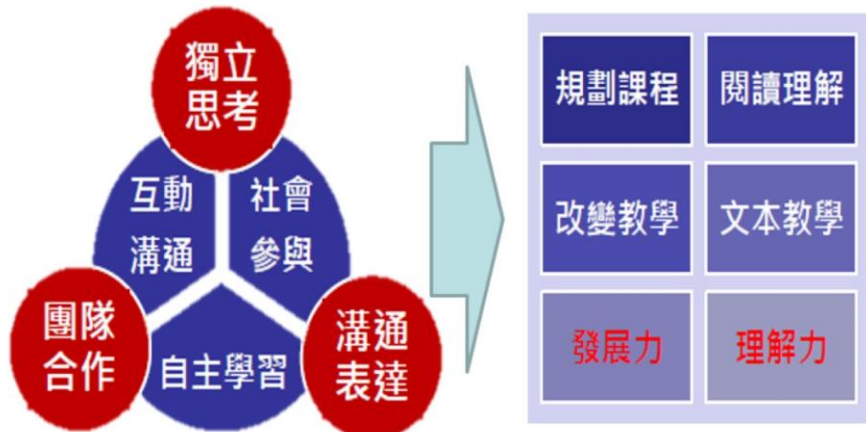 獨立
思考
互動
溝通
社會
參與
團隊
合作
自主學習
溝通
表達
規劃課程
閱讀理解
改變教學
文本教學
發展力
理解力